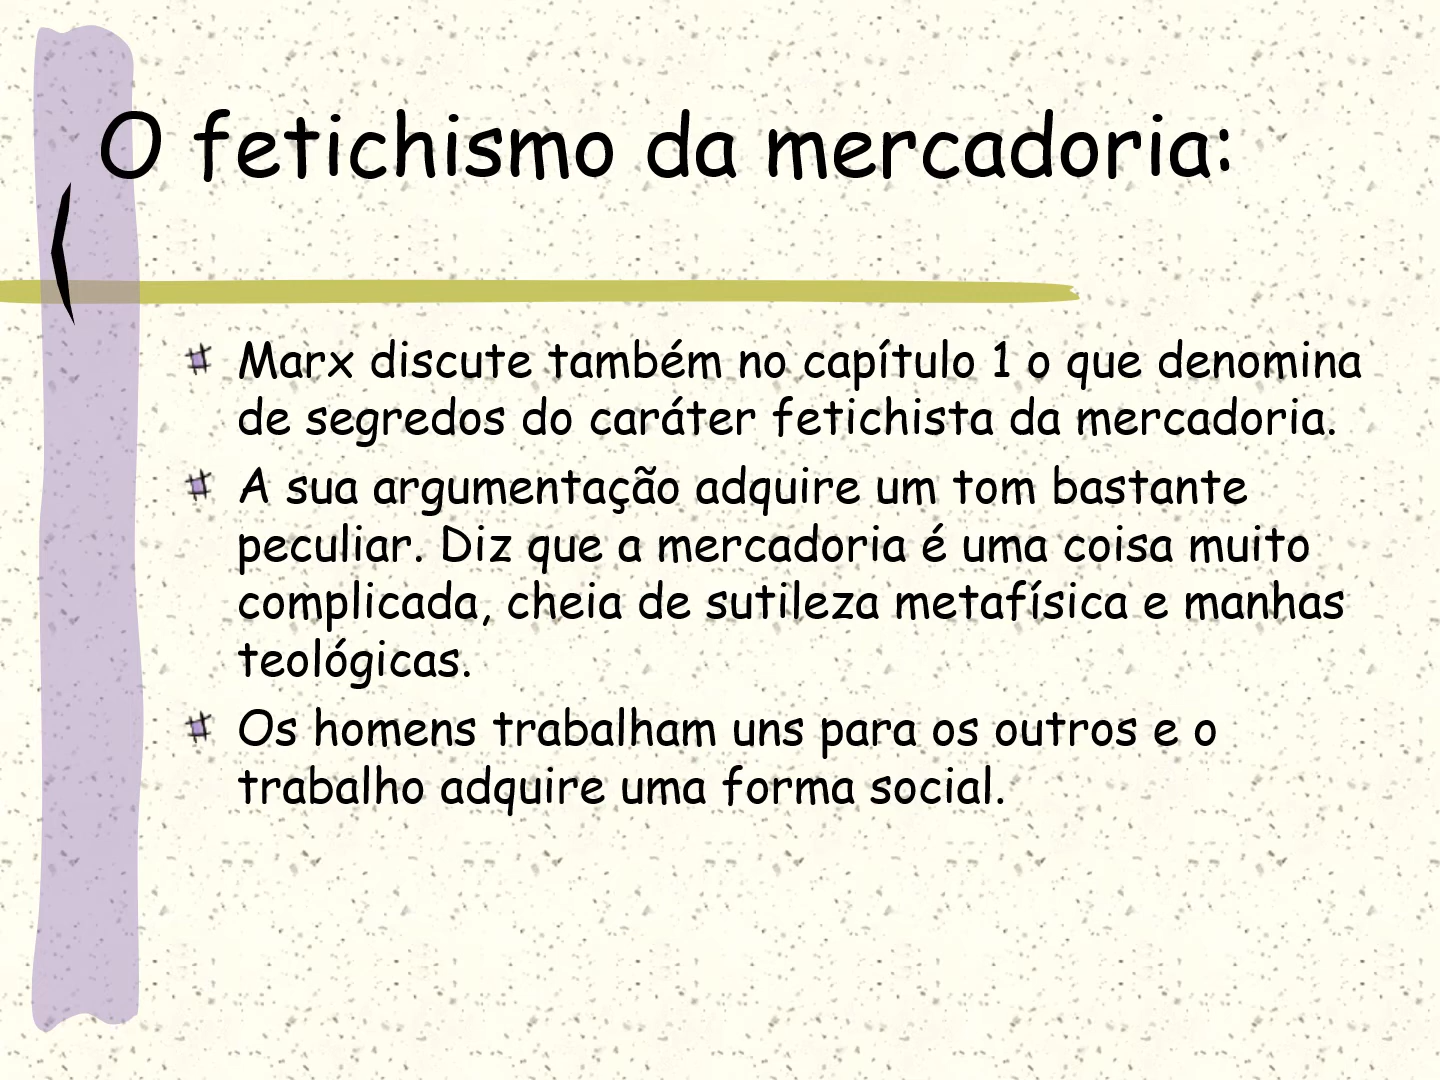 O fetichismo da mercadoria:
Marx discute também no capítulo 1 o que denomina
de segredos do caráter fetichista da mercadoria.
A sua argumentação adquire um tom bastante
peculiar. Diz que a mercadoria é uma coisa muito
complicada, cheia de sutileza metafísica e manhas
teológicas.
Os homens trabalham uns para os outros e o
trabalho adquire uma forma social.